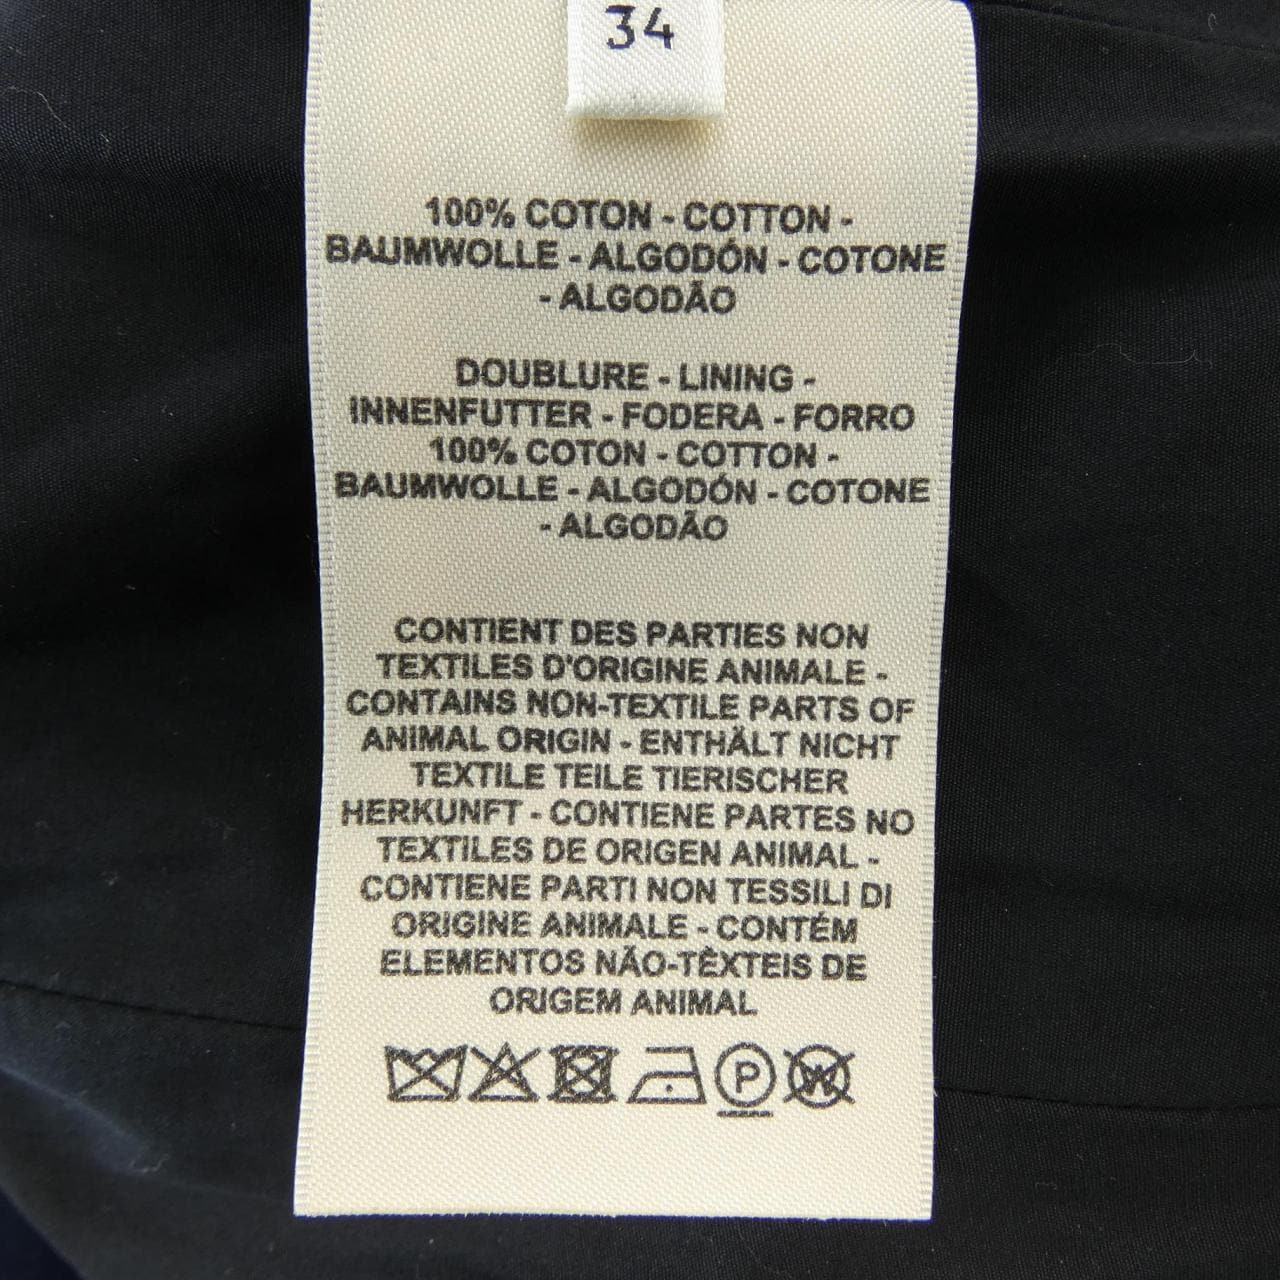 34
100% COTON - COTTON -
BAUMWOLLE - ALGODÓN - COTONE
- ALGODÃO
DOUBLURE - LINING -
INNENFUTTER - FODERA - FORRO
100% COTON - COTTON -
BAUMWOLLE - ALGODÓN - COTONE
- ALGODÃO
CONTIENT DES PARTIES NON
TEXTILES D'ORIGINE ANIMALE -
CONTAINS NON-TEXTILE PARTS OF
ANIMAL ORIGIN - ENTHÄLT NICHT
TEXTILE TEILE TIERISCHER
HERKUNFT - CONTIENE PARTES NO
TEXTILES DE ORIGEN ANIMAL -
CONTIENE PARTI NON TESSILI DI
ORIGINE ANIMALE - CONTÉM
ELEMENTOS NÃO-TÊXTEIS DE
ORIGEM ANIMAL
P W